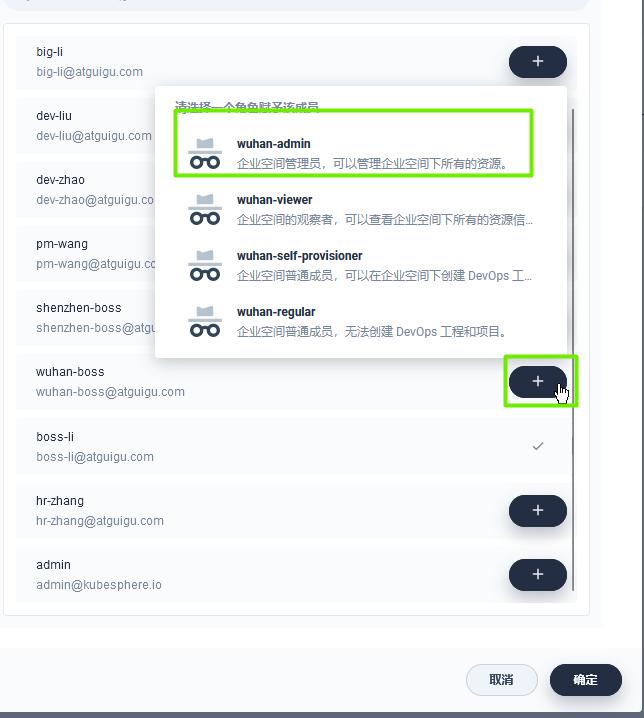 big-li
big-li@atguigu.com
dev-liu
dev-liu@atguigu.com
dev-zhao
dev-zhao@atguigu.co
pm-wang
pm-wang@atguigu.cc
shenzhen-boss
shenzhen-boss@atgu
请选择一个角色赋予该成员
wuhan-admin
企业空间管理员，可以管理企业空间下所有的资源。
wuhan-viewer
企业空间的观察者，可以查看企业空间下所有的资源信...
wuhan-self-provisioner
企业空间普通成员，可以在企业空间下创建 DevOps 工...
wuhan-regular
企业空间普通成员，无法创建 DevOps 工程和项目。
wuhan-boss
wuhan-boss@atguigu.com
boss-li
boss-li@atguigu.com
hr-zhang
hr-zhang@atguigu.com
admin
admin@kubesphere.io
取消 确定